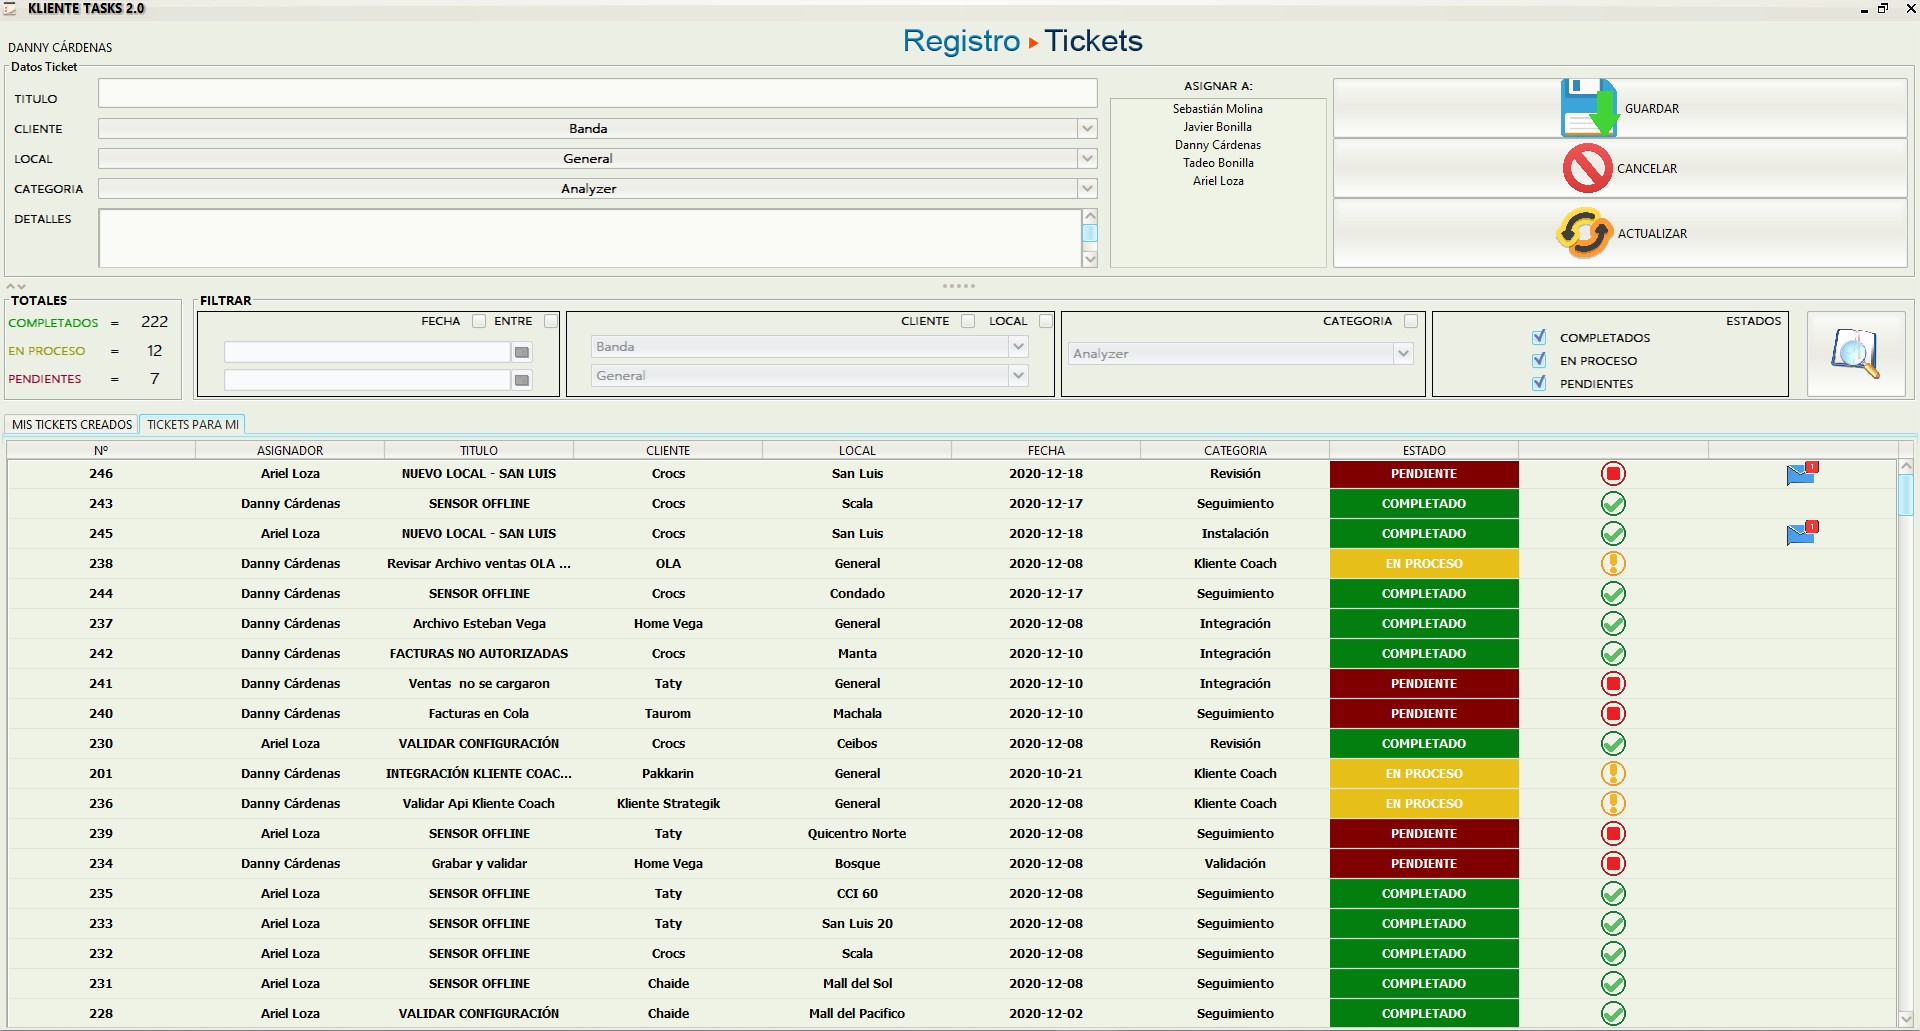 KLIENTE TASKS 2.0
Registro Tickets
DANNY CÁRDENAS
Datos Ticket
TITULO
CLIENTE Banda
LOCAL General
CATEGORIA Analyzer
DETALLES
ASIGNAR A:
Sebastián Molina
Javier Bonilla
Danny Cárdenas
Tadeo Bonilla
Ariel Loza
GUARDAR
CANCELAR
ACTUALIZAR
TOTALES
COMPLETADOS = 222
EN PROCESO = 12
PENDIENTES = 7
FILTRAR
FECHA ENTRE
CLIENTE LOCAL
Banda
General
CATEGORIA
Analyzer
ESTADOS
COMPLETADOS
EN PROCESO
PENDIENTES
MIS TICKETS CREADOS TICKETS PARA MI
Nº ASIGNADOR TITULO CLIENTE LOCAL FECHA CATEGORIA ESTADO
246 Ariel Loza NUEVO LOCAL - SAN LUIS Crocs San Luis 2020-12-18 Revisión PENDIENTE 1
243 Danny Cárdenas SENSOR OFFLINE Crocs Scala 2020-12-17 Seguimiento COMPLETADO
245 Ariel Loza NUEVO LOCAL - SAN LUIS Crocs San Luis 2020-12-18 Instalación COMPLETADO 1
238 Danny Cárdenas Revisar Archivo ventas OLA ... OLA General 2020-12-08 Kliente Coach EN PROCESO
244 Danny Cárdenas SENSOR OFFLINE Crocs Condado 2020-12-17 Seguimiento COMPLETADO
237 Danny Cárdenas Archivo Esteban Vega Home Vega General 2020-12-08 Integración COMPLETADO
242 Danny Cárdenas FACTURAS NO AUTORIZADAS Crocs Manta 2020-12-10 Integración COMPLETADO
241 Danny Cárdenas Ventas no se cargaron Taty General 2020-12-10 Integración PENDIENTE
240 Danny Cárdenas Facturas en Cola Taurom Machala 2020-12-10 Seguimiento PENDIENTE
230 Ariel Loza VALIDAR CONFIGURACIÓN Crocs Ceibos 2020-12-08 Revisión COMPLETADO
201 Danny Cárdenas INTEGRACIÓN KLIENTE COAC... Pakkarin General 2020-10-21 Kliente Coach EN PROCESO
236 Danny Cárdenas Validar Api Kliente Coach Kliente Strategik General 2020-12-08 Kliente Coach EN PROCESO
239 Ariel Loza SENSOR OFFLINE Taty Quicentro Norte 2020-12-08 Seguimiento PENDIENTE
234 Danny Cárdenas Grabar y validar Home Vega Bosque 2020-12-08 Validación PENDIENTE
235 Ariel Loza SENSOR OFFLINE Taty CCI 60 2020-12-08 Seguimiento COMPLETADO
233 Ariel Loza SENSOR OFFLINE Taty San Luis 20 2020-12-08 Seguimiento COMPLETADO
232 Ariel Loza SENSOR OFFLINE Crocs Scala 2020-12-08 Seguimiento COMPLETADO
231 Ariel Loza SENSOR OFFLINE Chaide Mall del Sol 2020-12-08 Seguimiento COMPLETADO
228 Ariel Loza VALIDAR CONFIGURACIÓN Chaide Mall del Pacifico 2020-12-02 Seguimiento COMPLETADO